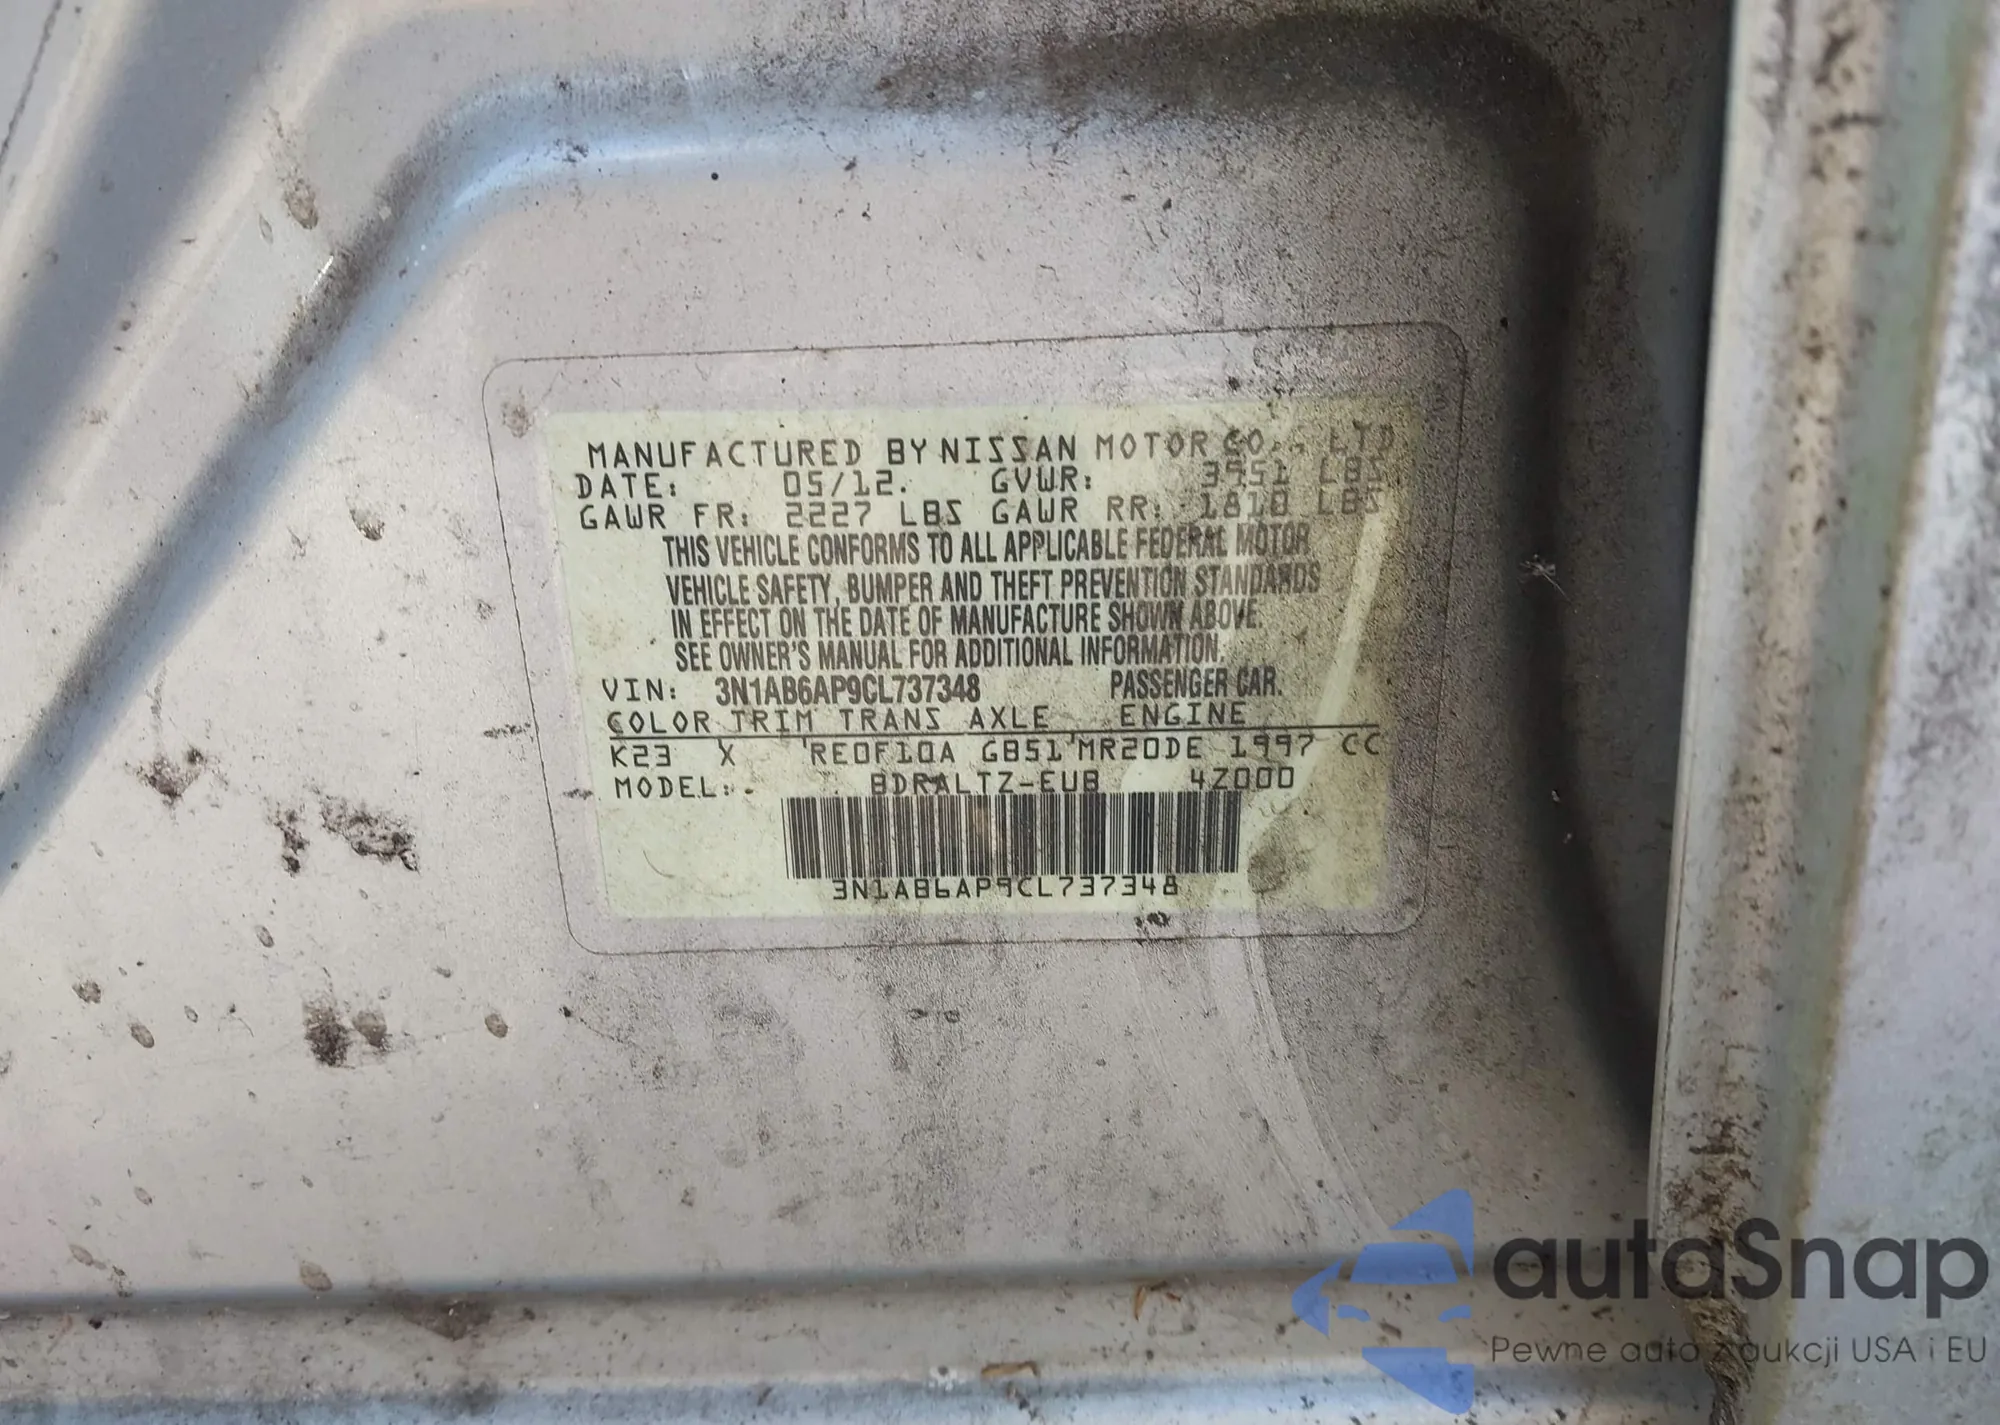 MANUFACTURED BY NISSAN MOTOR CO., LTD
DATE: 05/12. GVWR: 3951 LBS
GAWR FR: 2227 LBS GAWR RR: 1818 LBS
THIS VEHICLE CONFORMS TO ALL APPLICABLE FEDERAL MOTOR
VEHICLE SAFETY, BUMPER AND THEFT PREVENTION STANDARDS
IN EFFECT ON THE DATE OF MANUFACTURE SHOWN ABOVE.
SEE OWNER'S MANUAL FOR ADDITIONAL INFORMATION.
VIN: 3N1AB6AP9CL737348 PASSENGER CAR.
COLOR TRIM TRANS AXLE ENGINE
K23 X RE0F10A GB51 MR20DE 1997 CC
MODEL: BDRALTZ-EUB 4Z000
3N1AB6AP9CL737348
autaSnap
Pewne auto z aukcji USA i EU